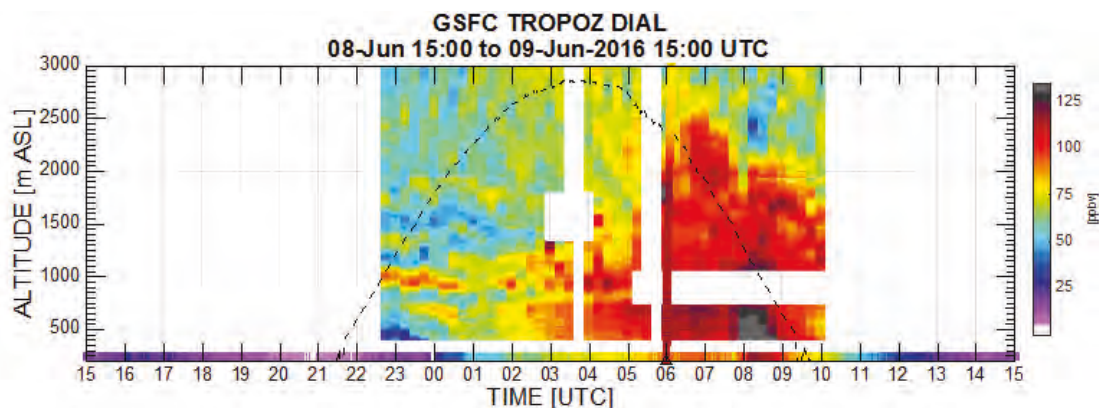 GSFC TROPOZ DIAL
08-Jun 15:00 to 09-Jun-2016 15:00 UTC
ALTITUDE [m ASL]
3000
2500
2000
1500
1000
500
125
100
75
50
25
0
[ppbv]
15 16 17 18 19 20 21 22 23 00 01 02 03 04 05 06 07 08 09 10 11 12 13 14 15
TIME [UTC]